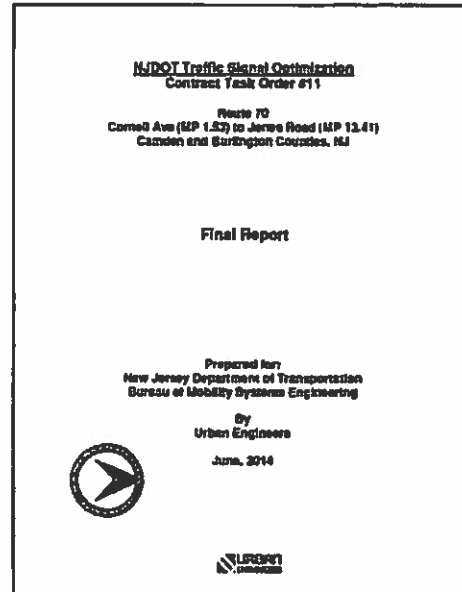 NJDOT Traffic Signal Optimization
Contract Task Order #11
Route 70
Cornell Ave (MP 1.53) to Jones Road (MP 13.41)
Camden and Burlington Counties, NJ
Final Report
Prepared for:
New Jersey Department of Transportation
Bureau of Mobility Systems Engineering
By
Urban Engineers
June, 2014
URBAN
ENGINEERS